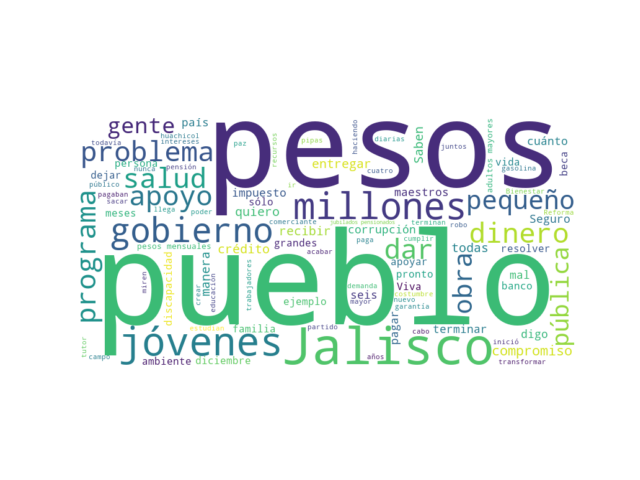 gente
país
pesos
huachicol
todavía
intereses
problema
persona
nunca
pensión
dejar
público
pagaban
sacar
salud
apoyo
programa
meses
llega
poder
paz
recursos
pipas
haciendo
diarias
Saben
juntos
adultos mayores
cuánto
vida
gasolina
beca
entregar
cuatro
ir
impuesto
sólo
quiero
maestros
millones
pequeño
Bienestar
Reforma
Seguro
gobierno
comerciante
jubilados pensionados
terminan
robo
recibir
corrupción
cumplir
dinero
pesos mensuales
crédito
grandes
acabar
paga
dar
todas
resolver
pueblo
miren
discapacidad
crear
manera
educación
trabajadores
ejemplo
seis
demanda
mayor
apoyar
pronto
Viva
costumbre
nuevo
garantía
obra
mal
banco
pública
jóvenes
estudian
familia
partido
Jalisco
pagar
cabo
terminar
digo
inició
compromiso
tutor
campo
ambiente
diciembre
años
transformar